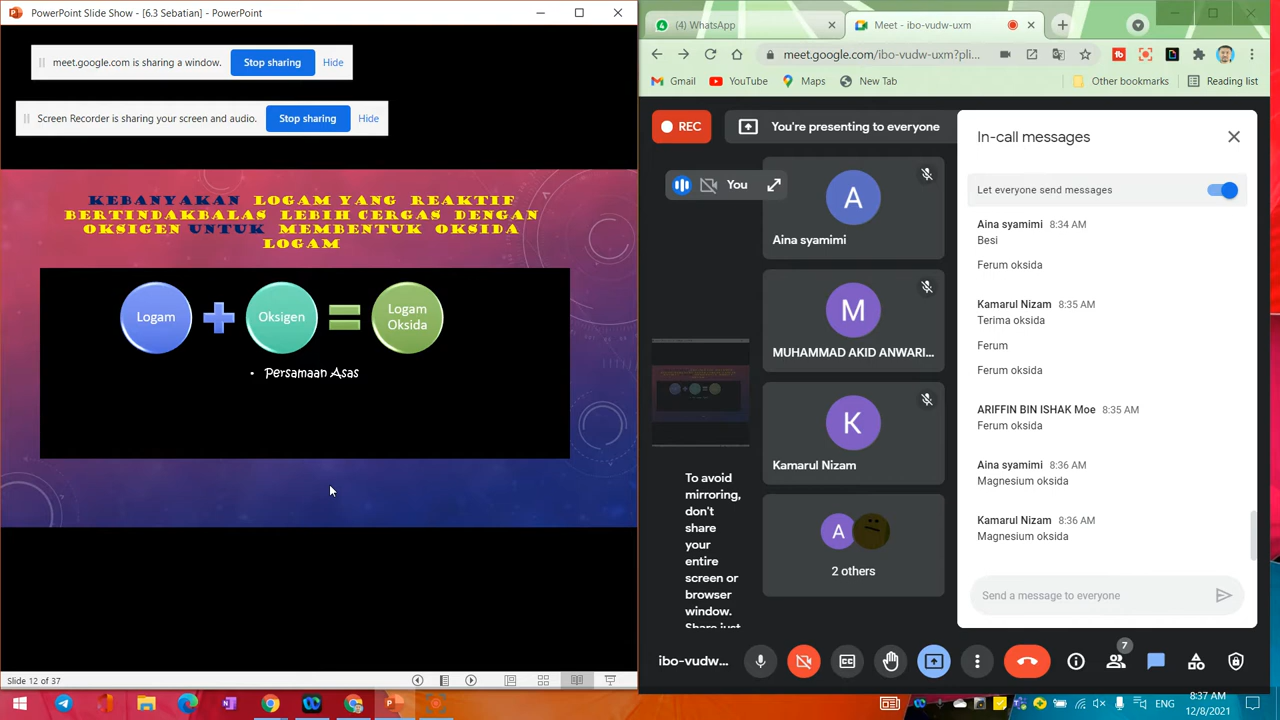 PowerPoint Slide Show - [6.3 Sebatian] - PowerPoint
meet.google.com is sharing a window.
Stop sharing
Hide
Screen Recorder is sharing your screen and audio.
Stop sharing
Hide
KEBANYAKAN LOGAM YANG REAKTIF
BERTINDAKBALAS LEBIH CERGAS DENGAN
OKSIGEN UNTUK MEMBENTUK OKSIDA
LOGAM
Logam
Oksigen
Logam
Oksida
• Persamaan Asas
Slide 12 of 37
(4) WhatsApp
Meet - ibo-vudw-uxm
meet.google.com/ibo-vudw-uxm?pli...
Gmail
YouTube
Maps
New Tab
Other bookmarks
Reading list
REC
You're presenting to everyone
You
A
Aina syamimi
M
MUHAMMAD AKID ANWARI...
K
Kamarul Nizam
A
2 others
To avoid
mirroring,
don't
share
your
entire
screen or
browser
window.
Share just
In-call messages
Let everyone send messages
Aina syamimi 8:34 AM
Besi
Ferum oksida
Kamarul Nizam 8:35 AM
Terima oksida
Ferum
Ferum oksida
ARIFFIN BIN ISHAK Moe 8:35 AM
Ferum oksida
Aina syamimi 8:36 AM
Magnesium oksida
Kamarul Nizam 8:36 AM
Magnesium oksida
Send a message to everyone
ibo-vudw...
7
ENG
8:37 AM
12/8/2021